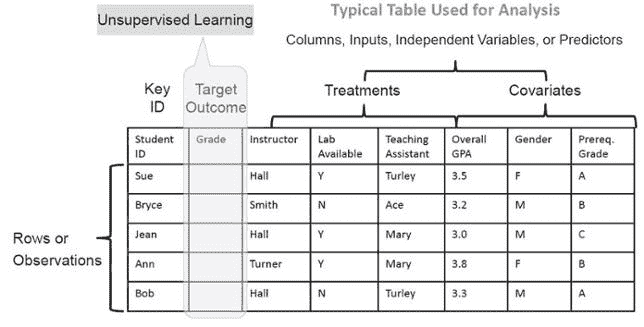 Unsupervised Learning
Typical Table Used for Analysis
Columns, Inputs, Independent Variables, or Predictors
Key ID
Target Outcome
Treatments
Covariates
Student ID Grade Instructor Lab Available Teaching Assistant Overall GPA Gender Prereq. Grade
Sue Hall Y Turley 3.5 F A
Bryce Smith N Ace 3.2 M B
Jean Hall Y Mary 3.0 M C
Ann Turner Y Mary 3.8 F B
Bob Hall N Turley 3.3 M A
Rows or Observations